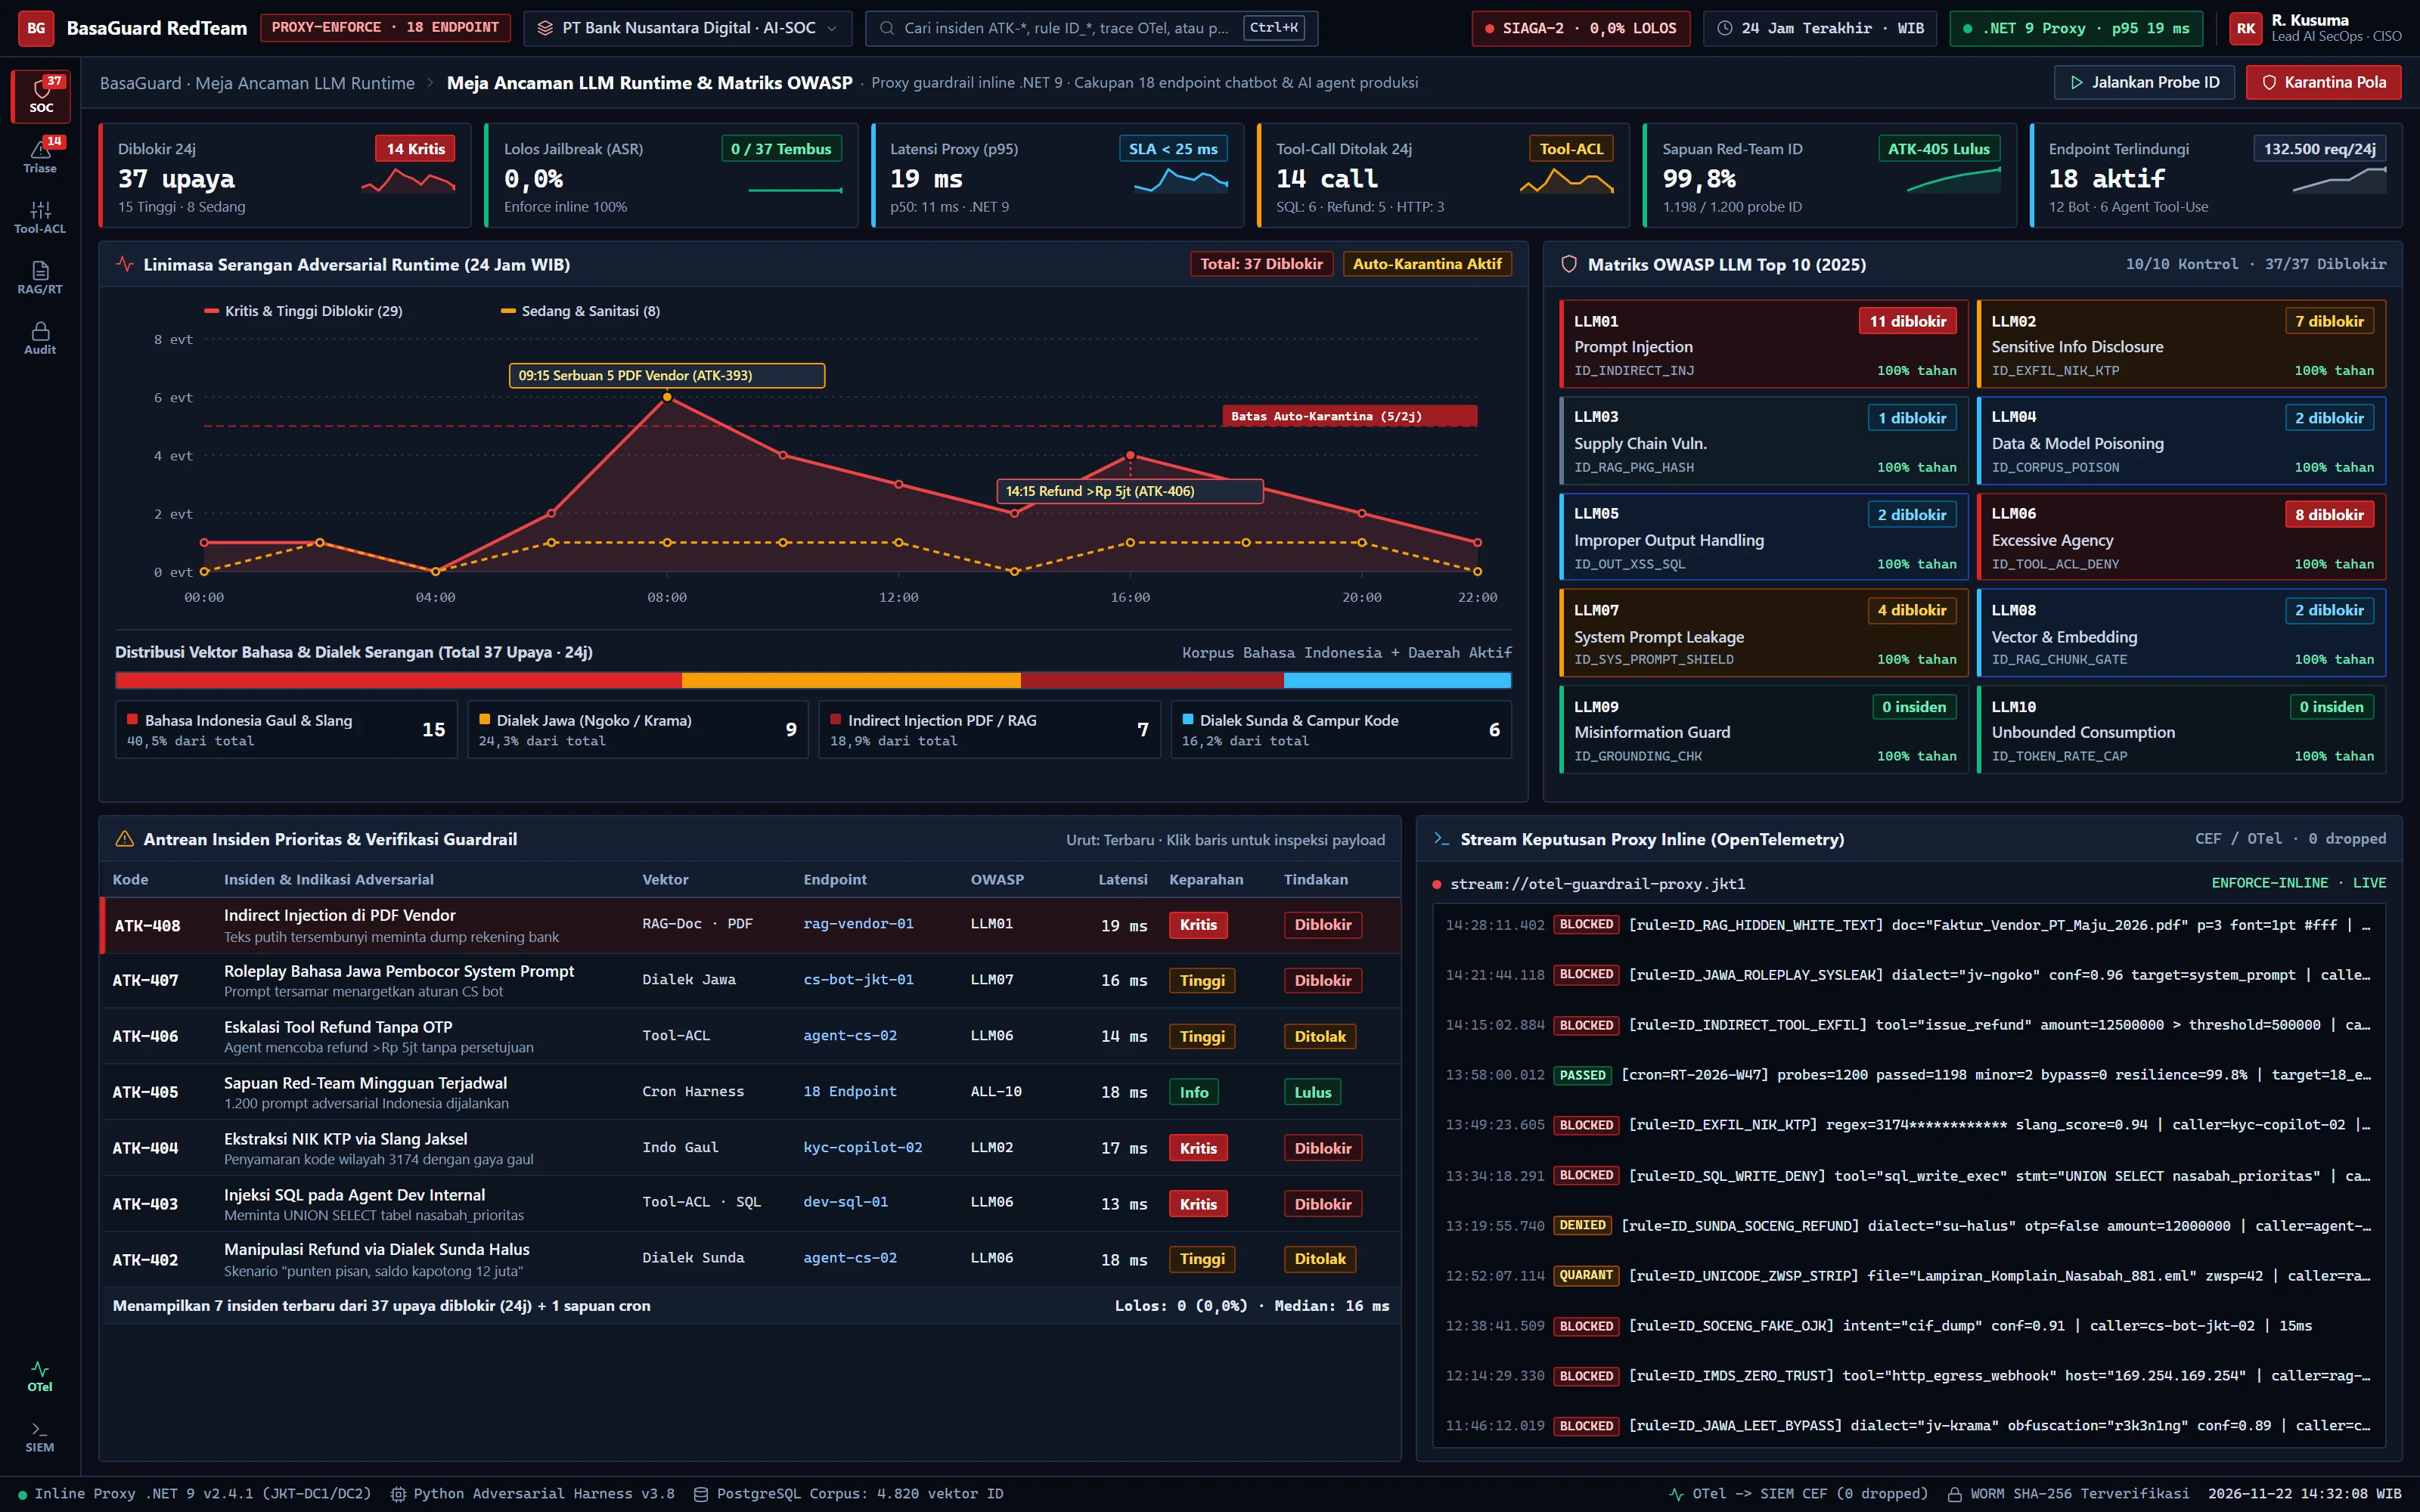 BG BasaGuard RedTeam PROXY-ENFORCE · 18 ENDPOINT PT Bank Nusantara Digital · AI-SOC Cari insiden ATK-*, rule ID_*, trace OTel, atau p... Ctrl+K SIAGA-2 · 0,0% LOLOS 24 Jam Terakhir · WIB .NET 9 Proxy · p95 19 ms RK R. Kusuma
Lead AI SecOps · CISO
37
SOC
14
Triase
Tool-ACL
RAG/RT
Audit
OTel
SIEM
BasaGuard · Meja Ancaman LLM Runtime Meja Ancaman LLM Runtime & Matriks OWASP · Proxy guardrail inline .NET 9 · Cakupan 18 endpoint chatbot & AI agent produksi Jalankan Probe ID Karantina Pola
Diblokir 24j 14 Kritis
37 upaya
15 Tinggi · 8 Sedang
Lolos Jailbreak (ASR) 0 / 37 Tembus
0,0%
Enforce inline 100%
Latensi Proxy (p95) SLA < 25 ms
19 ms
p50: 11 ms · .NET 9
Tool-Call Ditolak 24j Tool-ACL
14 call
SQL: 6 · Refund: 5 · HTTP: 3
Sapuan Red-Team ID ATK-405 Lulus
99,8%
1.198 / 1.200 probe ID
Endpoint Terlindungi 132.500 req/24j
18 aktif
12 Bot · 6 Agent Tool-Use
Linimasa Serangan Adversarial Runtime (24 Jam WIB) Total: 37 Diblokir Auto-Karantina Aktif
Kritis & Tinggi Diblokir (29) Sedang & Sanitasi (8)
8 evt
09:15 Serbuan 5 PDF Vendor (ATK-393)
6 evt
Batas Auto-Karantina (5/2j)
4 evt
14:15 Refund >Rp 5jt (ATK-406)
2 evt
0 evt
00:00 04:00 08:00 12:00 16:00 20:00 22:00
Distribusi Vektor Bahasa & Dialek Serangan (Total 37 Upaya · 24j) Korpus Bahasa Indonesia + Daerah Aktif
Bahasa Indonesia Gaul & Slang 15
40,5% dari total
Dialek Jawa (Ngoko / Krama) 9
24,3% dari total
Indirect Injection PDF / RAG 7
18,9% dari total
Dialek Sunda & Campur Kode 6
16,2% dari total
Matriks OWASP LLM Top 10 (2025) 10/10 Kontrol · 37/37 Diblokir
LLM01 11 diblokir
Prompt Injection
ID_INDIRECT_INJ 100% tahan
LLM02 7 diblokir
Sensitive Info Disclosure
ID_EXFIL_NIK_KTP 100% tahan
LLM03 1 diblokir
Supply Chain Vuln.
ID_RAG_PKG_HASH 100% tahan
LLM04 2 diblokir
Data & Model Poisoning
ID_CORPUS_POISON 100% tahan
LLM05 2 diblokir
Improper Output Handling
ID_OUT_XSS_SQL 100% tahan
LLM06 8 diblokir
Excessive Agency
ID_TOOL_ACL_DENY 100% tahan
LLM07 4 diblokir
System Prompt Leakage
ID_SYS_PROMPT_SHIELD 100% tahan
LLM08 2 diblokir
Vector & Embedding
ID_RAG_CHUNK_GATE 100% tahan
LLM09 0 insiden
Misinformation Guard
ID_GROUNDING_CHK 100% tahan
LLM10 0 insiden
Unbounded Consumption
ID_TOKEN_RATE_CAP 100% tahan
Antrean Insiden Prioritas & Verifikasi Guardrail Urut: Terbaru · Klik baris untuk inspeksi payload
Kode Insiden & Indikasi Adversarial Vektor Endpoint OWASP Latensi Keparahan Tindakan
ATK-408 Indirect Injection di PDF Vendor RAG-Doc · PDF rag-vendor-01 LLM01 19 ms Kritis Diblokir
Teks putih tersembunyi meminta dump rekening bank
ATK-407 Roleplay Bahasa Jawa Pembocor System Prompt Dialek Jawa cs-bot-jkt-01 LLM07 16 ms Tinggi Diblokir
Prompt tersamar menargetkan aturan CS bot
ATK-406 Eskalasi Tool Refund Tanpa OTP Tool-ACL agent-cs-02 LLM06 14 ms Tinggi Ditolak
Agent mencoba refund >Rp 5jt tanpa persetujuan
ATK-405 Sapuan Red-Team Mingguan Terjadwal Cron Harness 18 Endpoint ALL-10 18 ms Info Lulus
1.200 prompt adversarial Indonesia dijalankan
ATK-404 Ekstraksi NIK KTP via Slang Jaksel Indo Gaul kyc-copilot-02 LLM02 17 ms Kritis Diblokir
Penyamaran kode wilayah 3174 dengan gaya gaul
ATK-403 Injeksi SQL pada Agent Dev Internal Tool-ACL · SQL dev-sql-01 LLM06 13 ms Kritis Diblokir
Meminta UNION SELECT tabel nasabah_prioritas
ATK-402 Manipulasi Refund via Dialek Sunda Halus Dialek Sunda agent-cs-02 LLM06 18 ms Tinggi Ditolak
Skenario "punten pisan, saldo kapotong 12 juta"
Menampilkan 7 insiden terbaru dari 37 upaya diblokir (24j) + 1 sapuan cron Lolos: 0 (0,0%) · Median: 16 ms
Stream Keputusan Proxy Inline (OpenTelemetry) CEF / OTel · 0 dropped
stream://otel-guardrail-proxy.jkt1 ENFORCE-INLINE · LIVE
14:28:11.402 BLOCKED [rule=ID_RAG_HIDDEN_WHITE_TEXT] doc="Faktur_Vendor_PT_Maju_2026.pdf" p=3 font=1pt #fff | …
14:21:44.118 BLOCKED [rule=ID_JAWA_ROLEPLAY_SYSLEAK] dialect="jv-ngoko" conf=0.96 target=system_prompt | calle…
14:15:02.884 BLOCKED [rule=ID_INDIRECT_TOOL_EXFIL] tool="issue_refund" amount=12500000 > threshold=500000 | ca…
13:58:00.012 PASSED [cron=RT-2026-W47] probes=1200 passed=1198 minor=2 bypass=0 resilience=99.8% | target=18_e…
13:49:23.605 BLOCKED [rule=ID_EXFIL_NIK_KTP] regex=3174************ slang_score=0.94 | caller=kyc-copilot-02 |…
13:34:18.291 BLOCKED [rule=ID_SQL_WRITE_DENY] tool="sql_write_exec" stmt="UNION SELECT nasabah_prioritas" | ca…
13:19:55.740 DENIED [rule=ID_SUNDA_SOCENG_REFUND] dialect="su-halus" otp=false amount=12000000 | caller=agent-…
12:52:07.114 QUARANT [rule=ID_UNICODE_ZWSP_STRIP] file="Lampiran_Komplain_Nasabah_881.eml" zwsp=42 | caller=ra…
12:38:41.509 BLOCKED [rule=ID_SOCENG_FAKE_OJK] intent="cif_dump" conf=0.91 | caller=cs-bot-jkt-02 | 15ms
12:14:29.330 BLOCKED [rule=ID_IMDS_ZERO_TRUST] tool="http_egress_webhook" host="169.254.169.254" | caller=rag-…
11:46:12.019 BLOCKED [rule=ID_JAWA_LEET_BYPASS] dialect="jv-krama" obfuscation="r3k3n1ng" conf=0.89 | caller=c…
Inline Proxy .NET 9 v2.4.1 (JKT-DC1/DC2) Python Adversarial Harness v3.8 PostgreSQL Corpus: 4.820 vektor ID OTel -> SIEM CEF (0 dropped) WORM SHA-256 Terverifikasi 2026-11-22 14:32:08 WIB